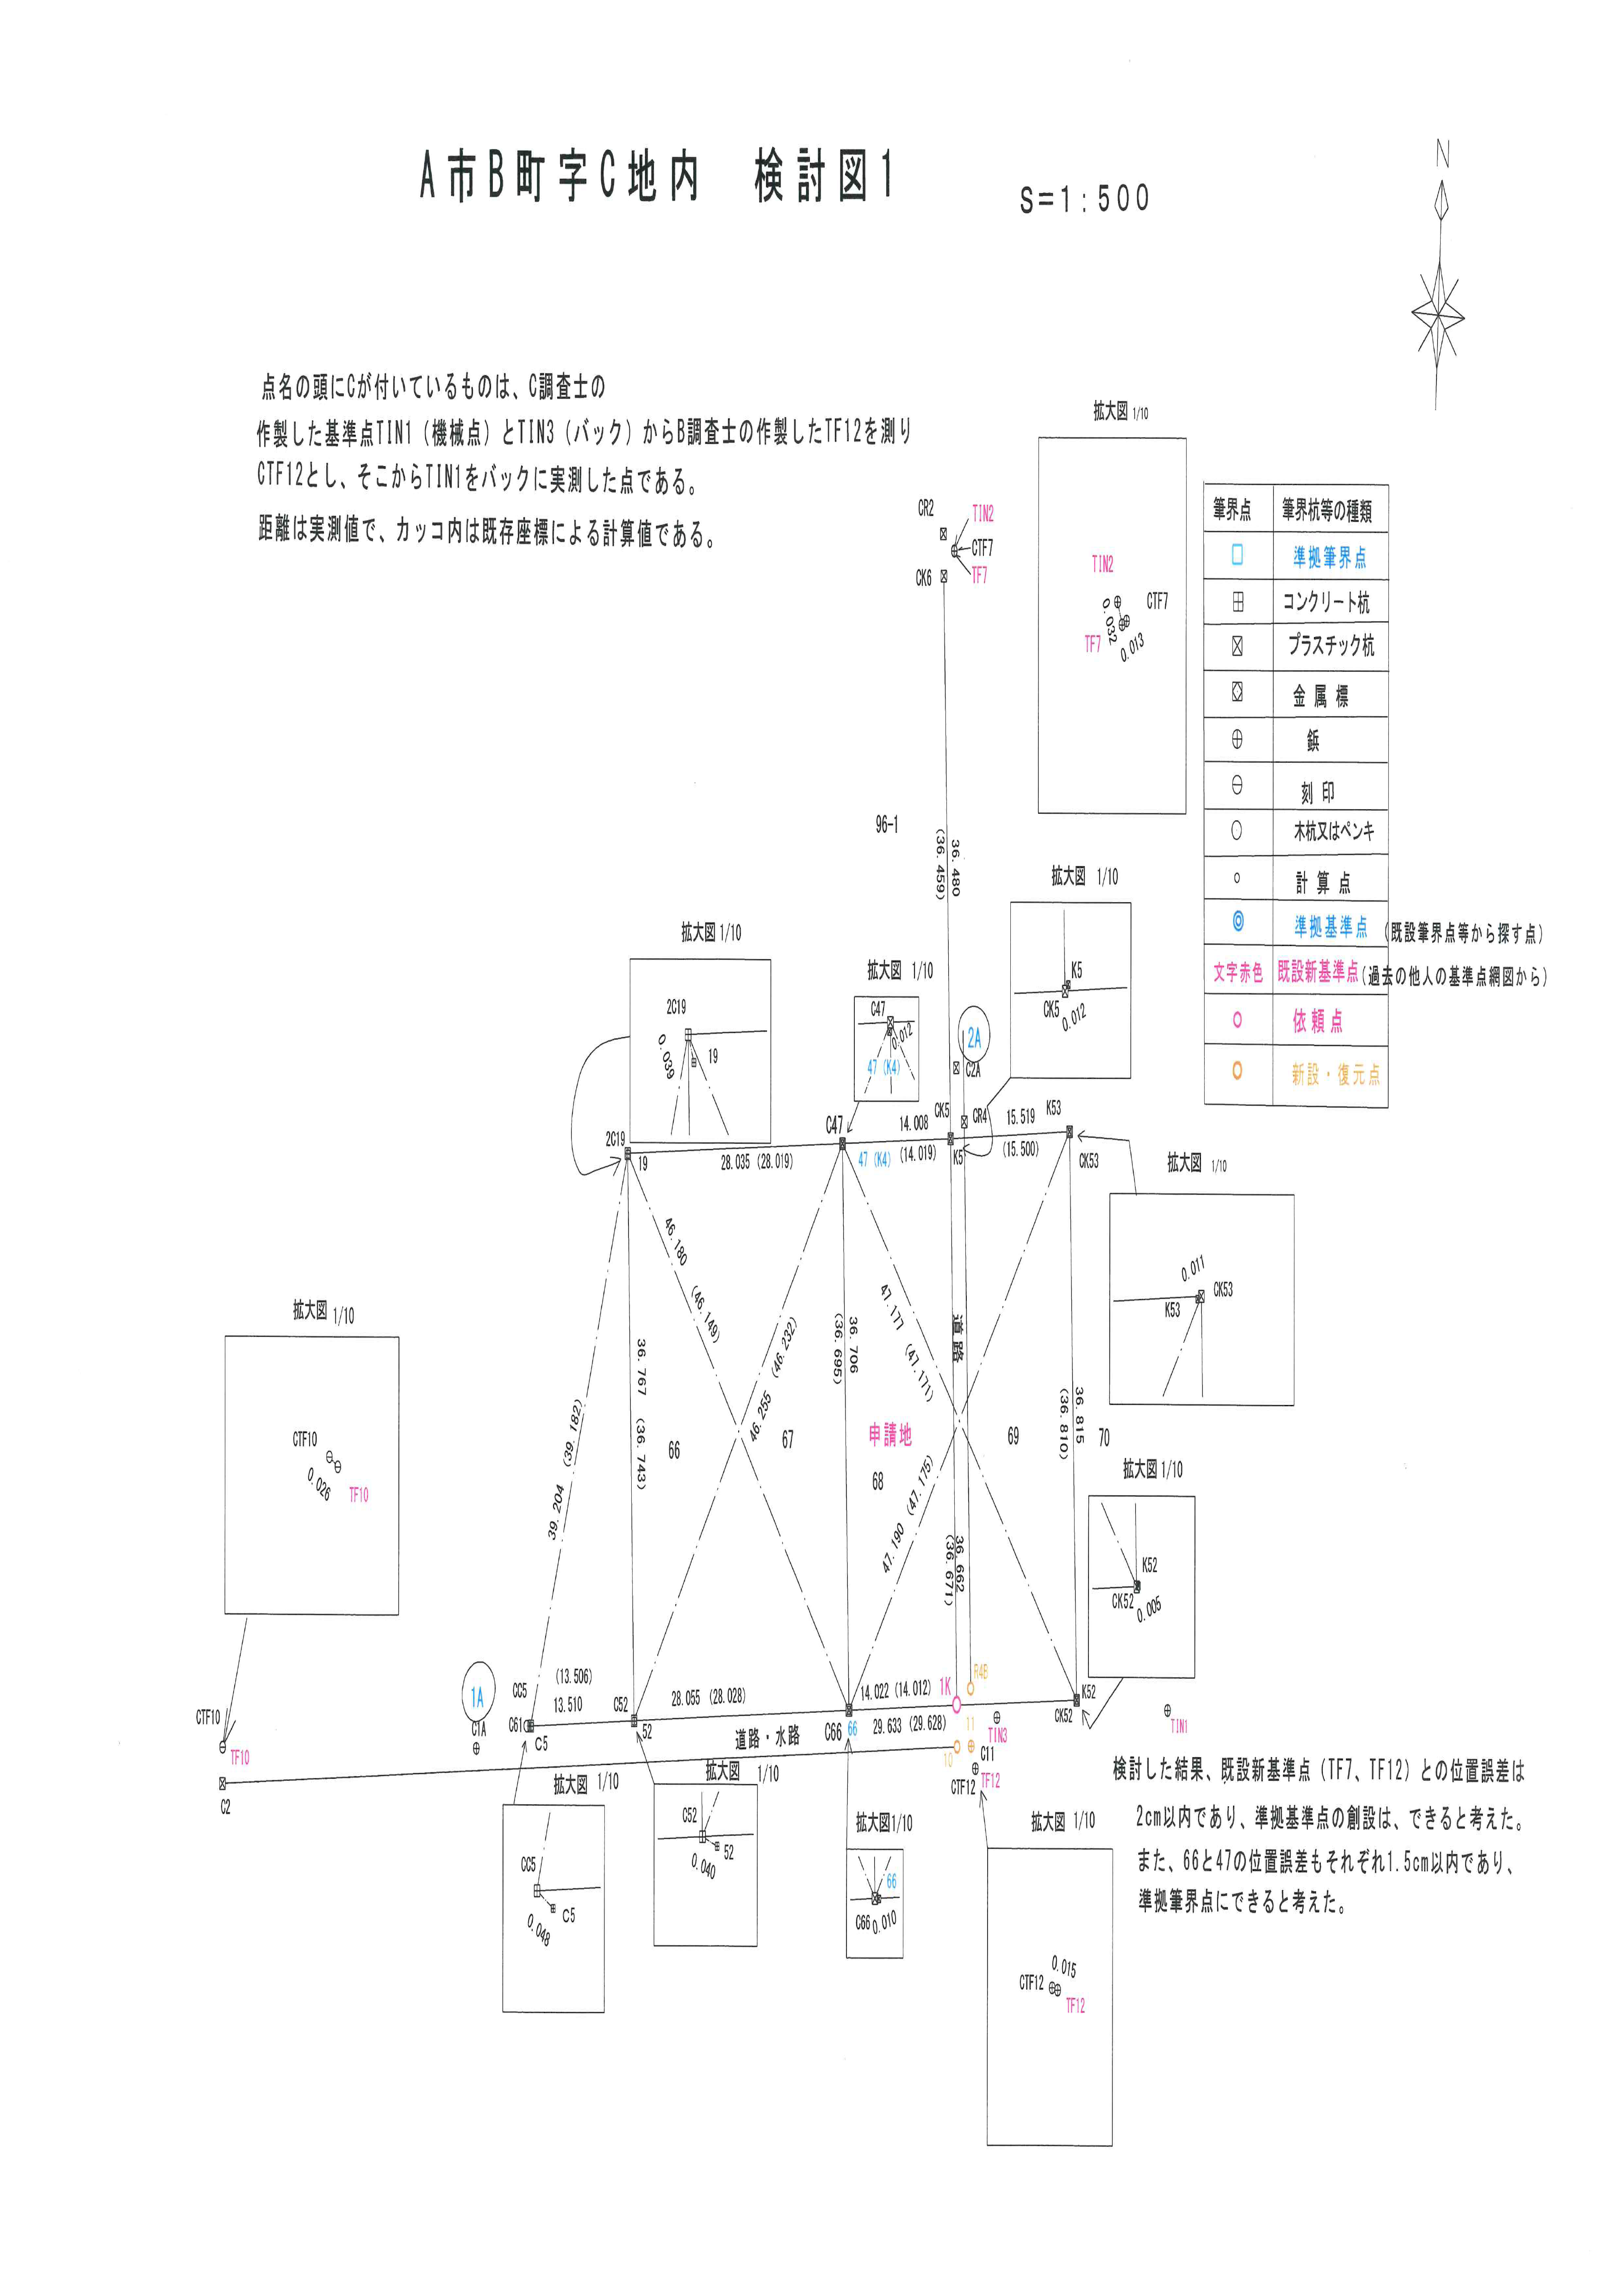 A市B町字C地内　検討図1
S=1:500
N
点名の頭にCが付いているものは、C調査士の
作製した基準点TIN1（機械点）とTIN3（バック）からB調査士の作製したTF12を測り
CTF12とし、そこからTIN1をバックに実測した点である。
距離は実測値で、カッコ内は既存座標による計算値である。
拡大図 1/10
TIN2
CTF7
0.032
TF7
0.013
筆界点 筆界杭等の種類
準拠筆界点
コンクリート杭
プラスチック杭
金属標
鋲
刻印
木杭又はペンキ
計算点
準拠基準点 (既設筆界点等から探す点)
文字赤色 既設新基準点 (過去の他人の基準点網図から)
依頼点
新設・復元点
CR2
TIN2
CTF7
CK6
TF7
96-1
36.480
(36.459)
拡大図 1/10
K5
CK5
0.012
拡大図 1/10
2C19
0.039
19
拡大図 1/10
C47
0.012
47 (K4)
2A
C2A
CK5
CR4
K53
C47
14.008
15.519
2C19
19
28.035 (28.019)
47 (K4)
(14.019)
K5
(15.500)
CK53
拡大図 1/10
0.011
K53
CK53
46.180 (46.149)
36.767 (36.743)
39.204 (39.182)
46.255 (46.232)
36.706
(36.695)
47.177 (47.171)
道路
36.815
(36.810)
47.190 (47.175)
36.662
(36.671)
66
67
申請地
68
69
70
拡大図 1/10
CTF10
0.026
TF10
拡大図 1/10
K52
CK52
0.005
1A
C1A
CC5
(13.506)
13.510
C61
C5
C52
52
28.055 (28.028)
道路・水路
C66
66
14.022 (14.012)
29.633 (29.628)
1K
R4B
K52
CK52
TIN3
TIN1
11
10
C11
CTF12
TF12
CTF10
TF10
C2
拡大図 1/10
CC5
C5
0.048
拡大図 1/10
C52
52
0.040
拡大図1/10
66
C66
0.010
拡大図 1/10
0.015
CTF12
TF12
検討した結果、既設新基準点（TF7、TF12）との位置誤差は
2cm以内であり、準拠基準点の創設は、できると考えた。
また、66と47の位置誤差もそれぞれ1.5cm以内であり、
準拠筆界点にできると考えた。